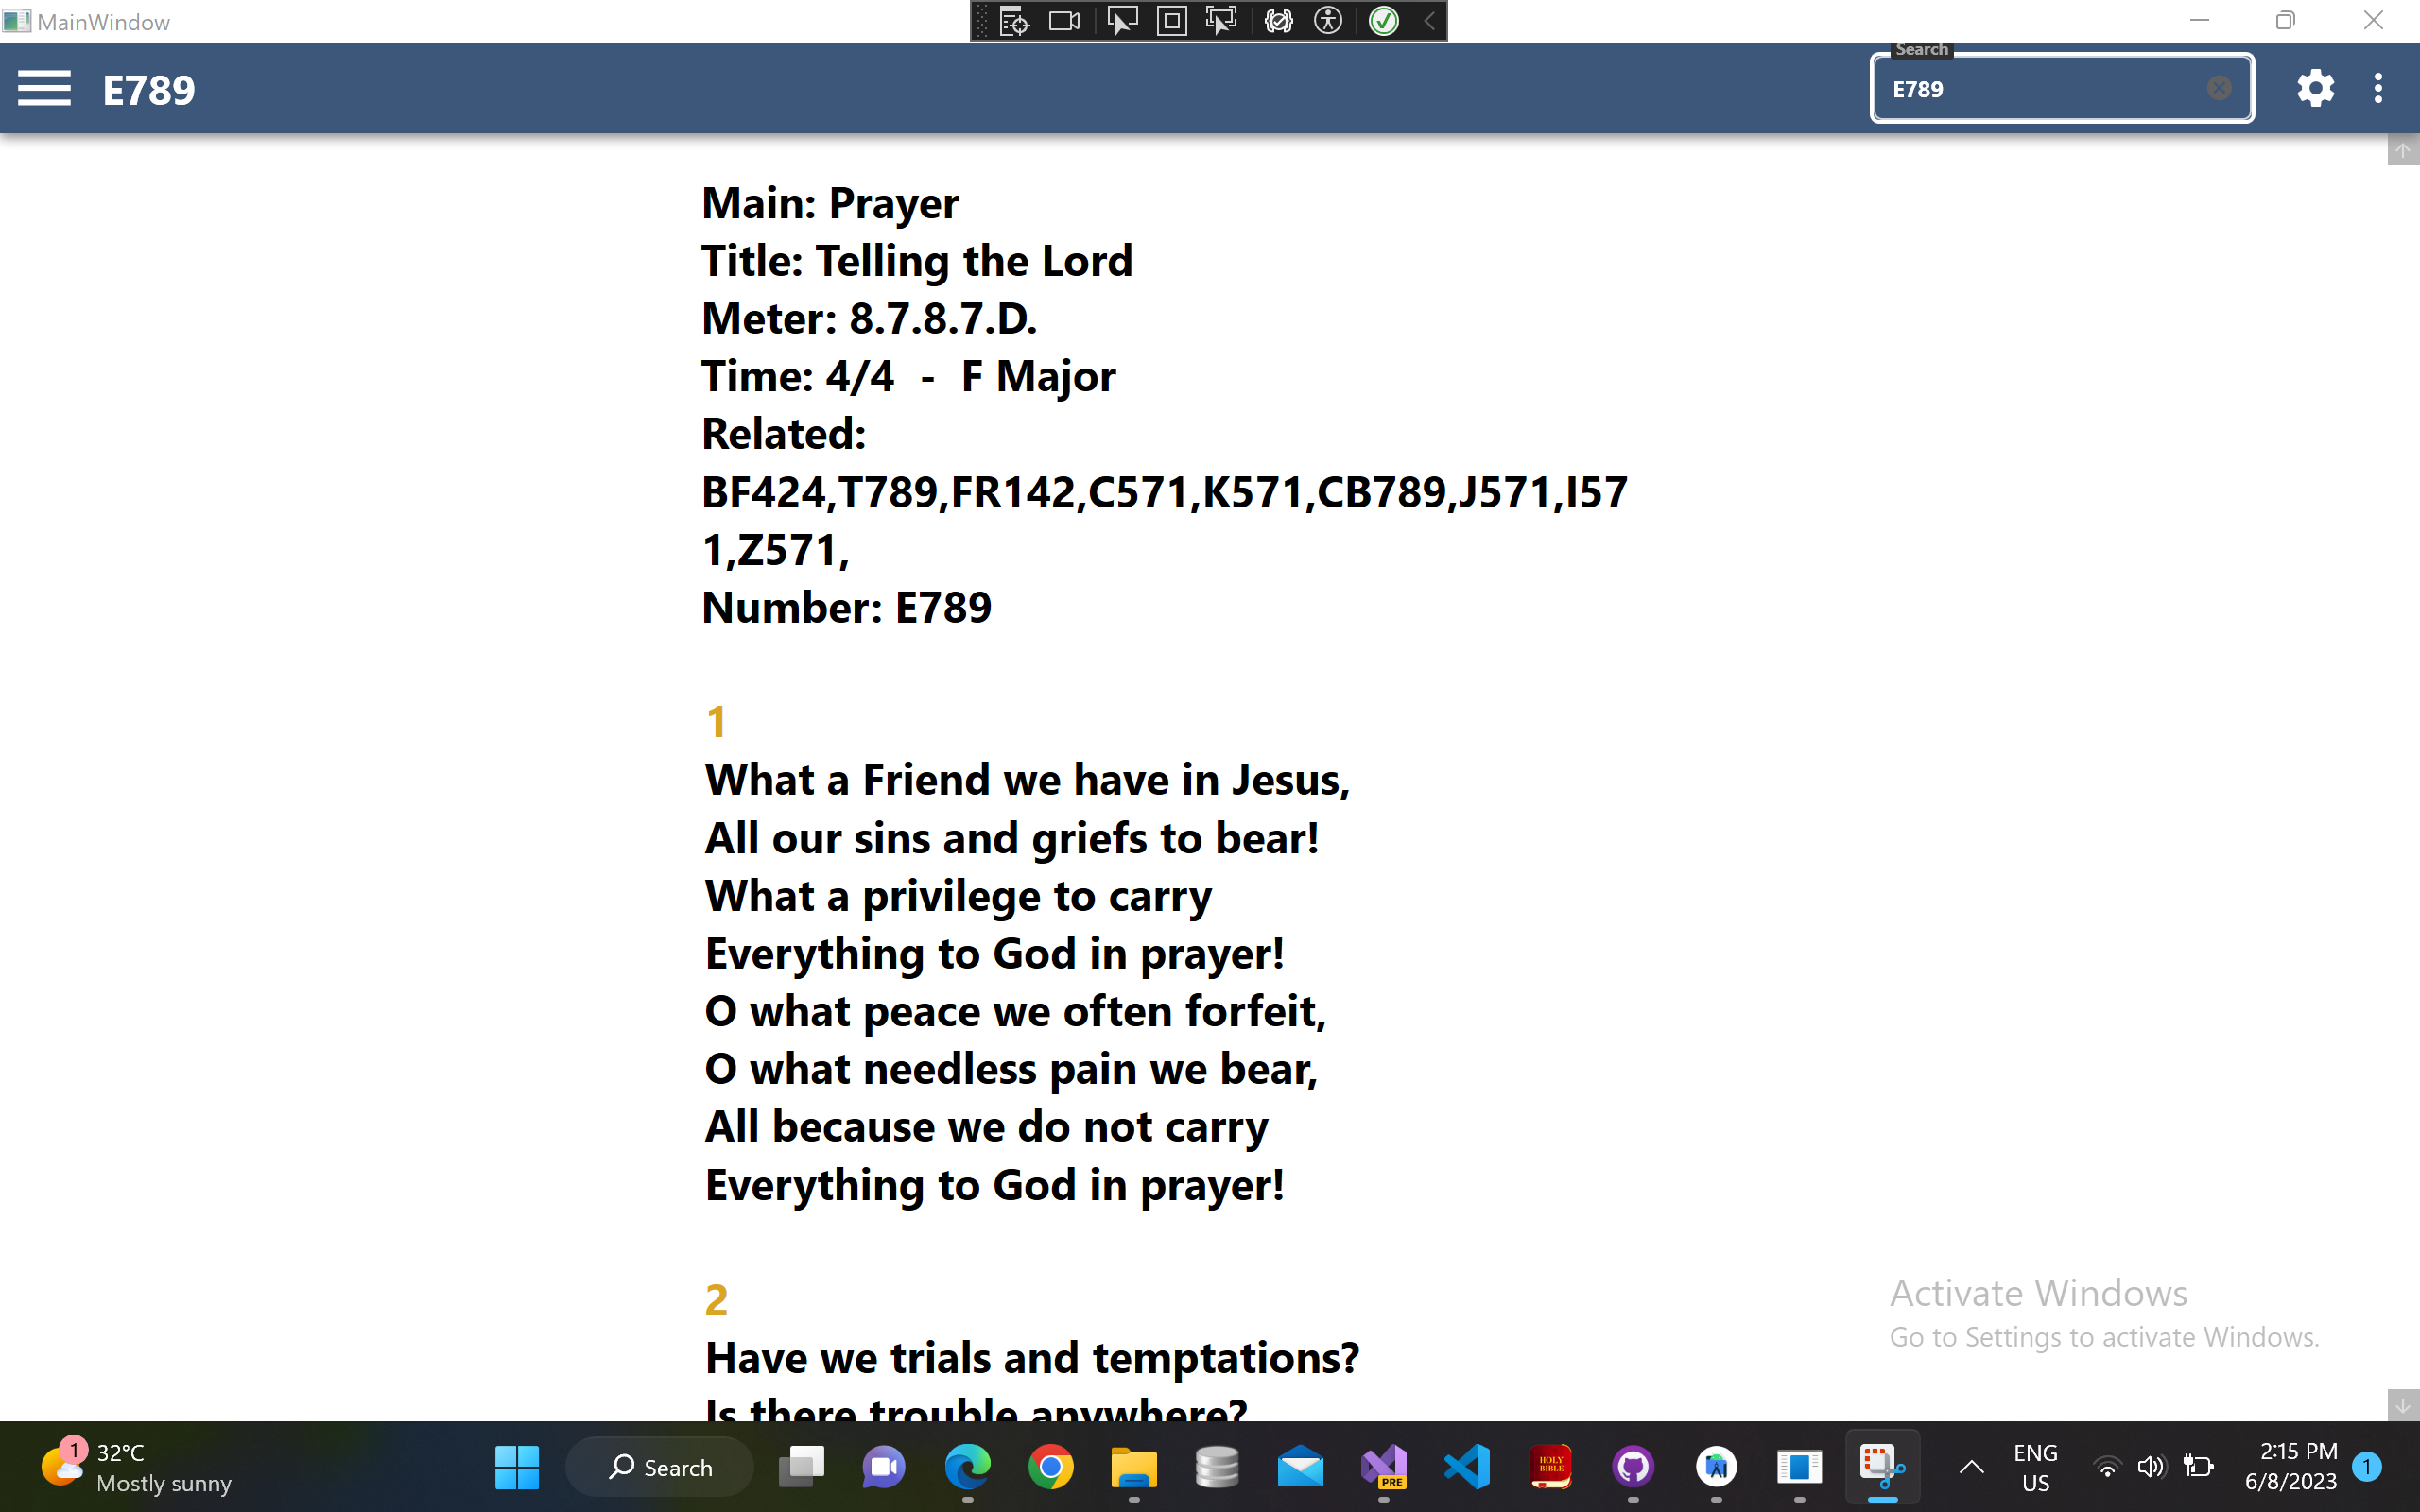 MainWindow
Search
E789
E789
Main: Prayer
Title: Telling the Lord
Meter: 8.7.8.7.D.
Time: 4/4  -  F Major
Related:
BF424,T789,FR142,C571,K571,CB789,J571,I57
1,Z571,
Number: E789
1
What a Friend we have in Jesus,
All our sins and griefs to bear!
What a privilege to carry
Everything to God in prayer!
O what peace we often forfeit,
O what needless pain we bear,
All because we do not carry
Everything to God in prayer!
2
Have we trials and temptations?
Is there trouble anywhere?
Activate Windows
Go to Settings to activate Windows.
1
32°C
Mostly sunny
Search
PRE
HOLY
BIBLE
ENG
US
2:15 PM
6/8/2023
1